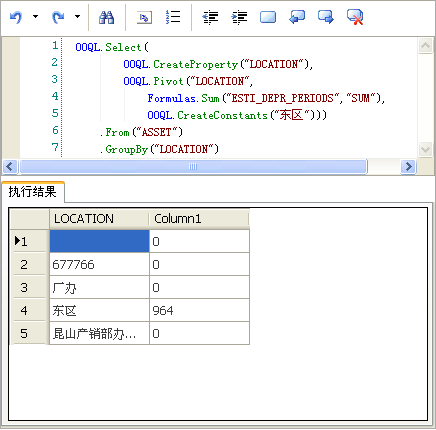 1 OOQL.Select(
2 OOQL.CreateProperty("LOCATION"),
3 OOQL.Pivot("LOCATION",
4 Formulas.Sum("ESTI_DEPR_PERIODS","SUM"),
5 OOQL.CreateConstants("东区")))
6 .From("ASSET")
7 .GroupBy("LOCATION")
执行结果
LOCATION Column1
1 0
2 677766 0
3 厂办 0
4 东区 964
5 昆山产销部办... 0